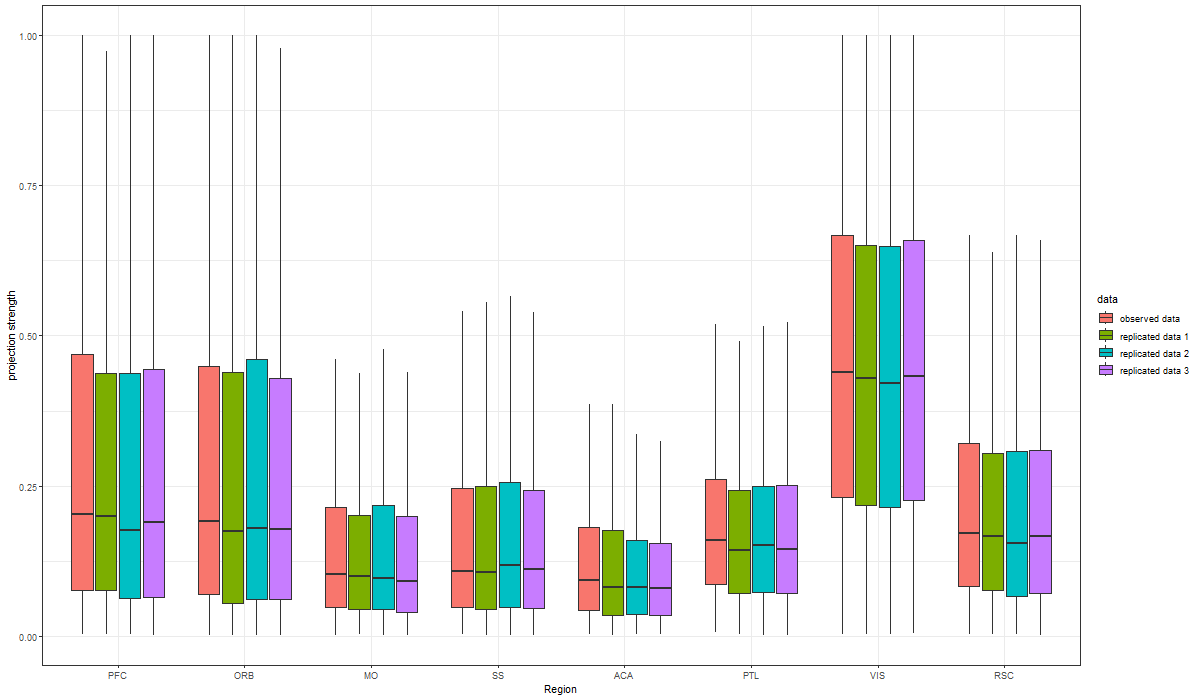 1.00
0.75
0.50
0.25
0.00
projection strength
PFC ORB MO SS ACA PTL VIS RSC
Region
data
observed data
replicated data 1
replicated data 2
replicated data 3